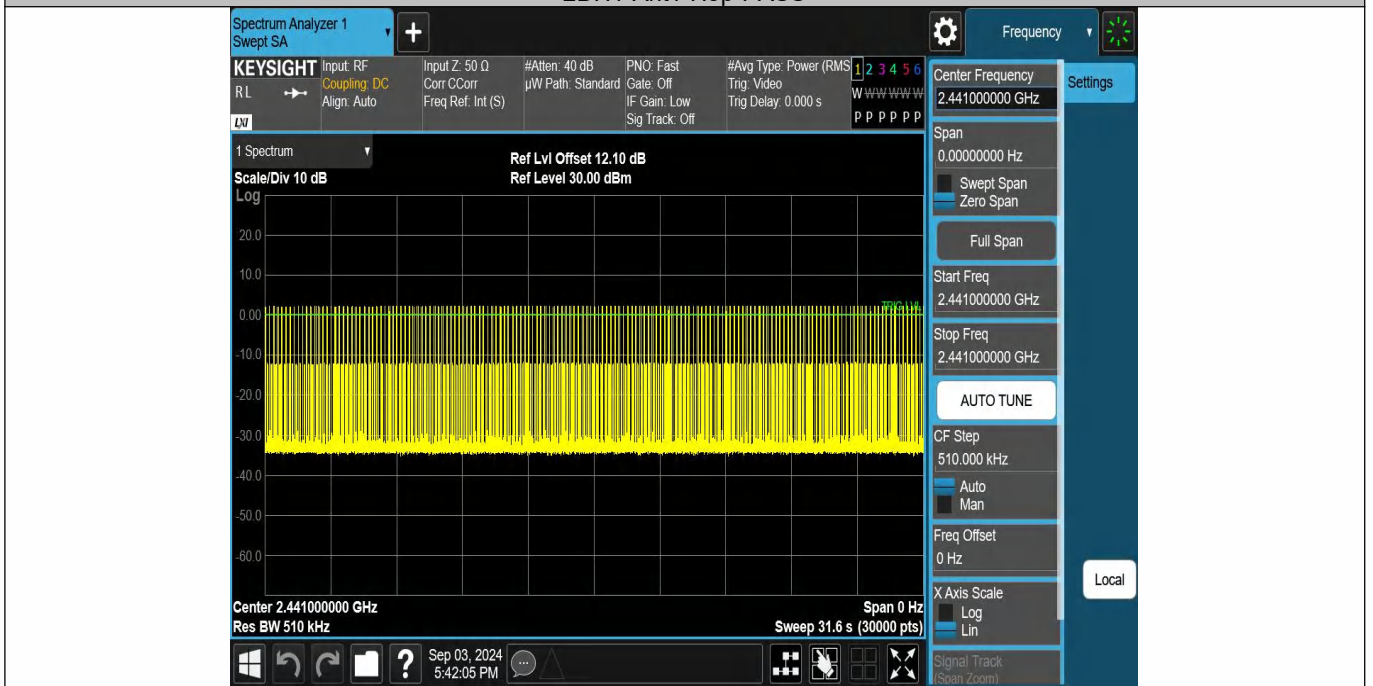 Spectrum Analyzer 1
Swept SA
+
Frequency
KEYSIGHT
RL
LXI
Input: RF
Coupling: DC
Align: Auto
Input Z: 50 Ω
Corr CCorr
Freq Ref: Int (S)
#Atten: 40 dB
µW Path: Standard
PNO: Fast
Gate: Off
IF Gain: Low
Sig Track: Off
#Avg Type: Power (RMS
Trig: Video
Trig Delay: 0.000 s
1 2 3 4 5 6
W W W W W W
P P P P P P
Center Frequency
2.441000000 GHz
Settings
Span
0.00000000 Hz
Swept Span
Zero Span
Full Span
Start Freq
2.441000000 GHz
Stop Freq
2.441000000 GHz
AUTO TUNE
CF Step
510.000 kHz
Auto
Man
Freq Offset
0 Hz
X Axis Scale
Log
Lin
Signal Track
(Span Zoom)
Local
1 Spectrum
Scale/Div 10 dB
Ref Lvl Offset 12.10 dB
Ref Level 30.00 dBm
Log
20.0
10.0
0.00
-10.0
-20.0
-30.0
-40.0
-50.0
-60.0
TRIG LVL
Center 2.441000000 GHz
Span 0 Hz
Res BW 510 kHz
Sweep 31.6 s (30000 pts)
?
Sep 03, 2024
5:42:05 PM